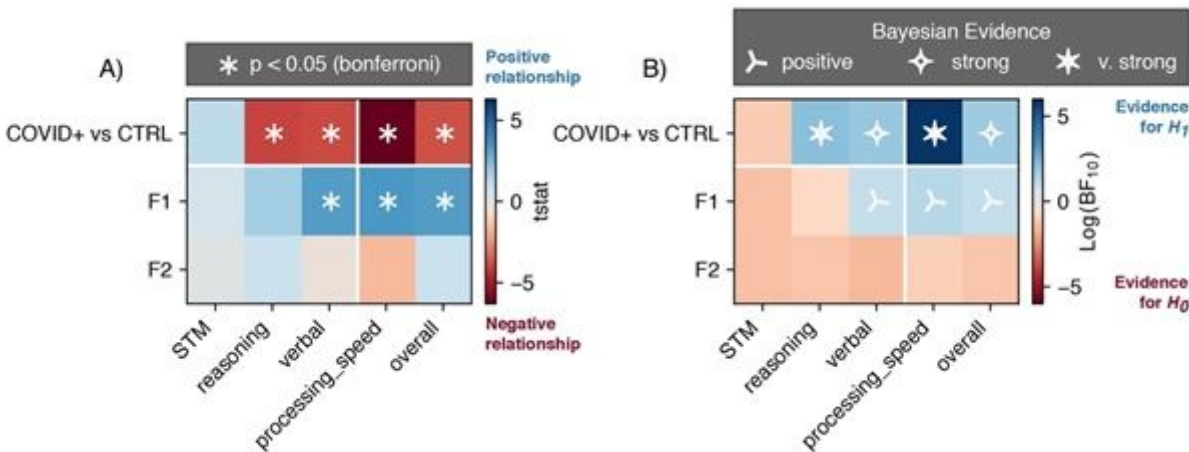 A)
p < 0.05 (bonferroni)
Positive
relationship
COVID+ vs CTRL
F1
F2
5
0
−5
tstat
Negative
relationship
STM
reasoning
verbal
processing_speed
overall
B)
Bayesian Evidence
positive strong v. strong
Evidence
for H1
5
0
−5
Log(BF10)
Evidence
for H0
COVID+ vs CTRL
F1
F2
STM
reasoning
verbal
processing_speed
overall